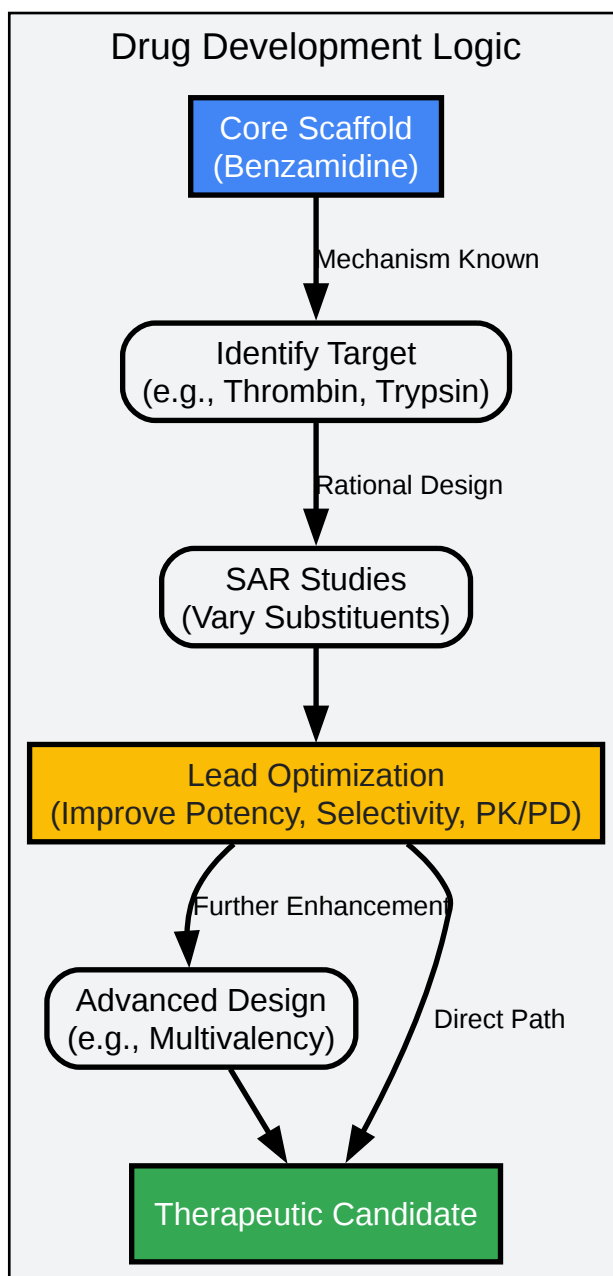 Drug Development Logic
Core Scaffold
(Benzamidine)
Mechanism Known
Identify Target
(e.g., Thrombin, Trypsin)
Rational Design
SAR Studies
(Vary Substituents)
Lead Optimization
(Improve Potency, Selectivity, PK/PD)
Further Enhancement
Advanced Design
(e.g., Multivalency)
Direct Path
Therapeutic Candidate